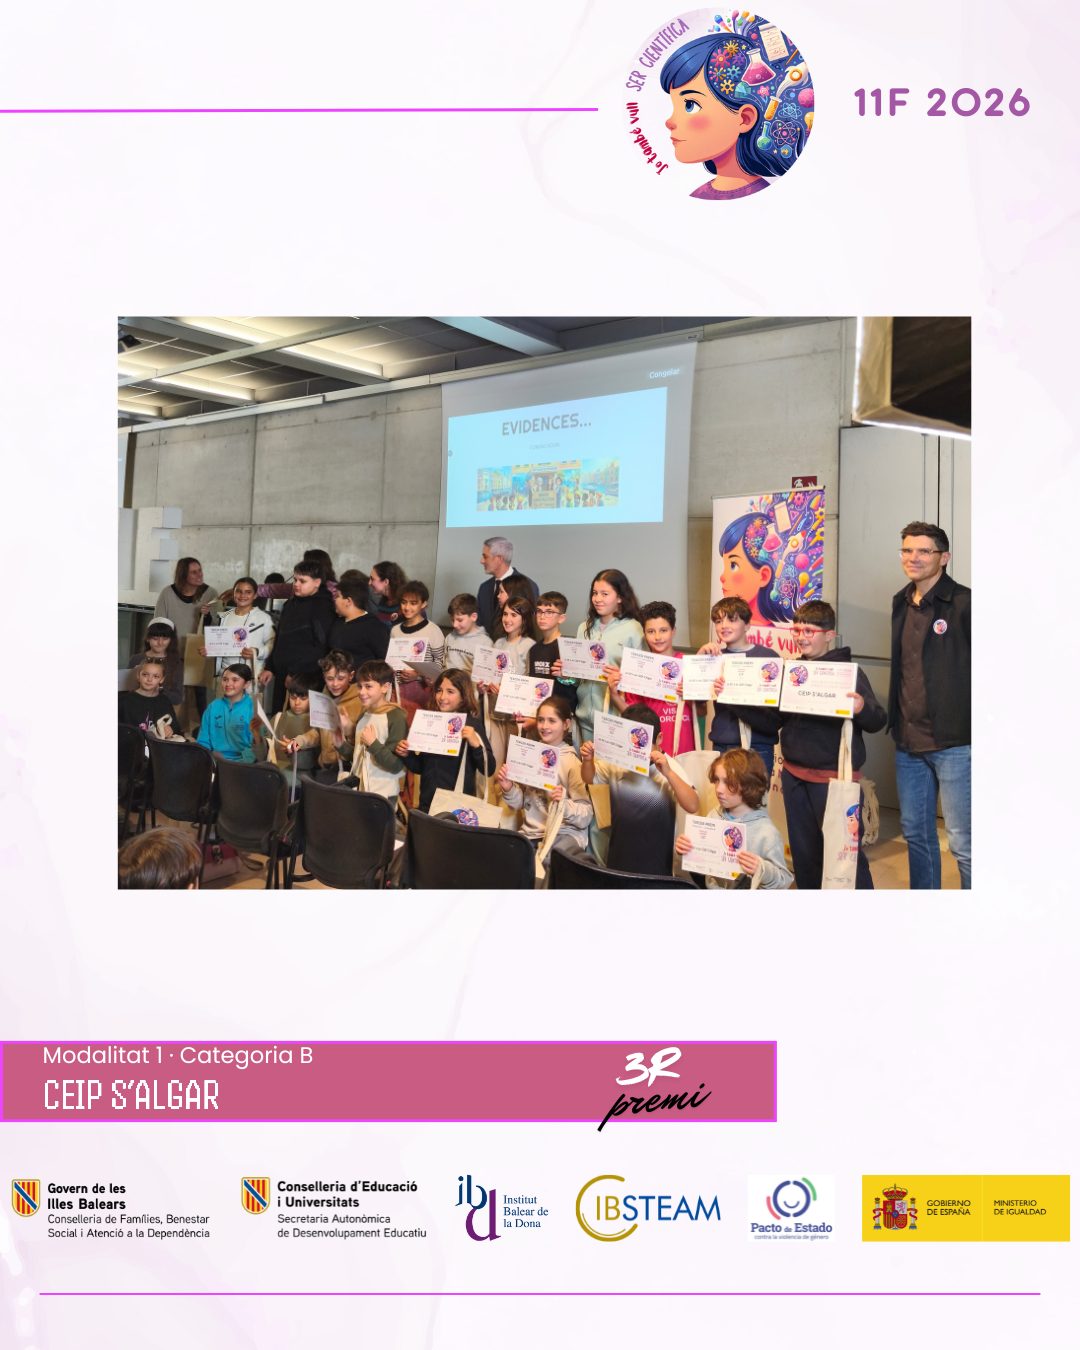 SER CIENTÍFICA
Jo també vull
11F 2026
Congelar
EVIDENCES...
CEIP S'ALGAR
Modalitat 1 · Categoria B
CEIP S'ALGAR
3R
premi
Govern de les
Illes Balears
Conselleria de Famílies, Benestar
Social i Atenció a la Dependència
Conselleria d'Educació
i Universitats
Secretaria Autonòmica
de Desenvolupament Educatiu
ibd
Institut
Balear de
la Dona
IBSTEAM
Pacto de Estado
contra la violencia de género
GOBIERNO
DE ESPAÑA
MINISTERIO
DE IGUALDAD